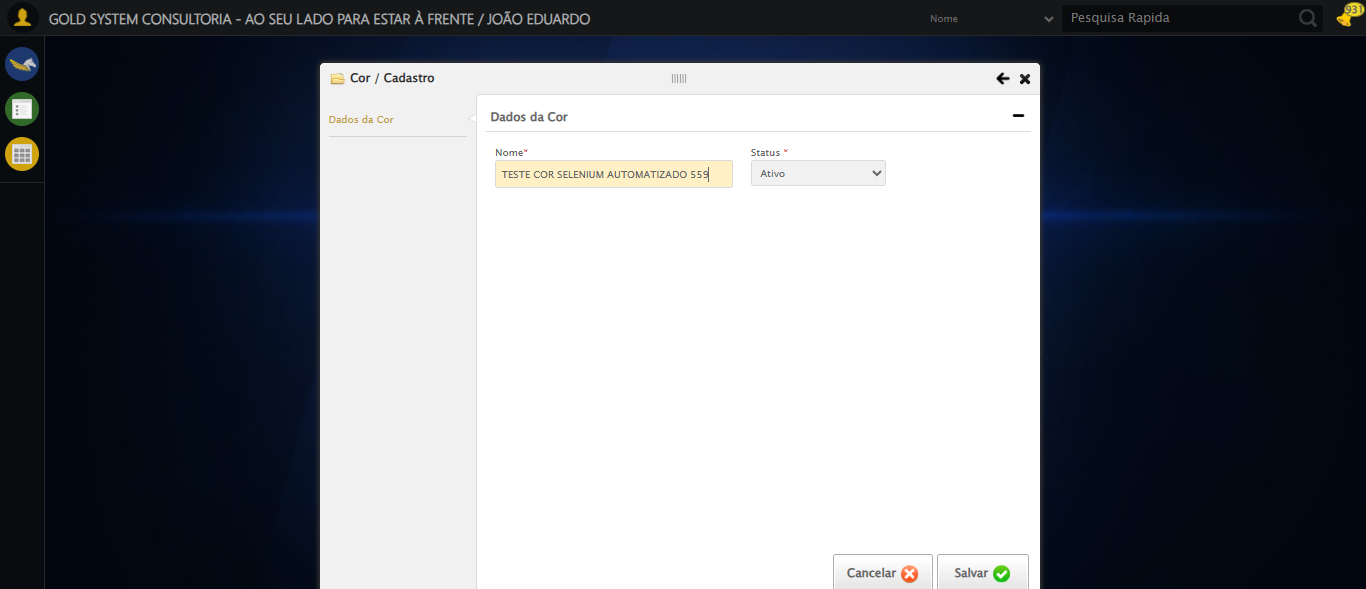 GOLD SYSTEM CONSULTORIA - AO SEU LADO PARA ESTAR À FRENTE / JOÃO EDUARDO
Nome
Pesquisa Rapida
931
Cor / Cadastro
Dados da Cor
Dados da Cor
Nome*
Status *
TESTE COR SELENIUM AUTOMATIZADO 559
Ativo
Cancelar
Salvar